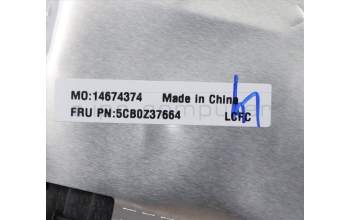 MO:14674374 Made in China
FRU PN:5CB0Z37664 LCFC